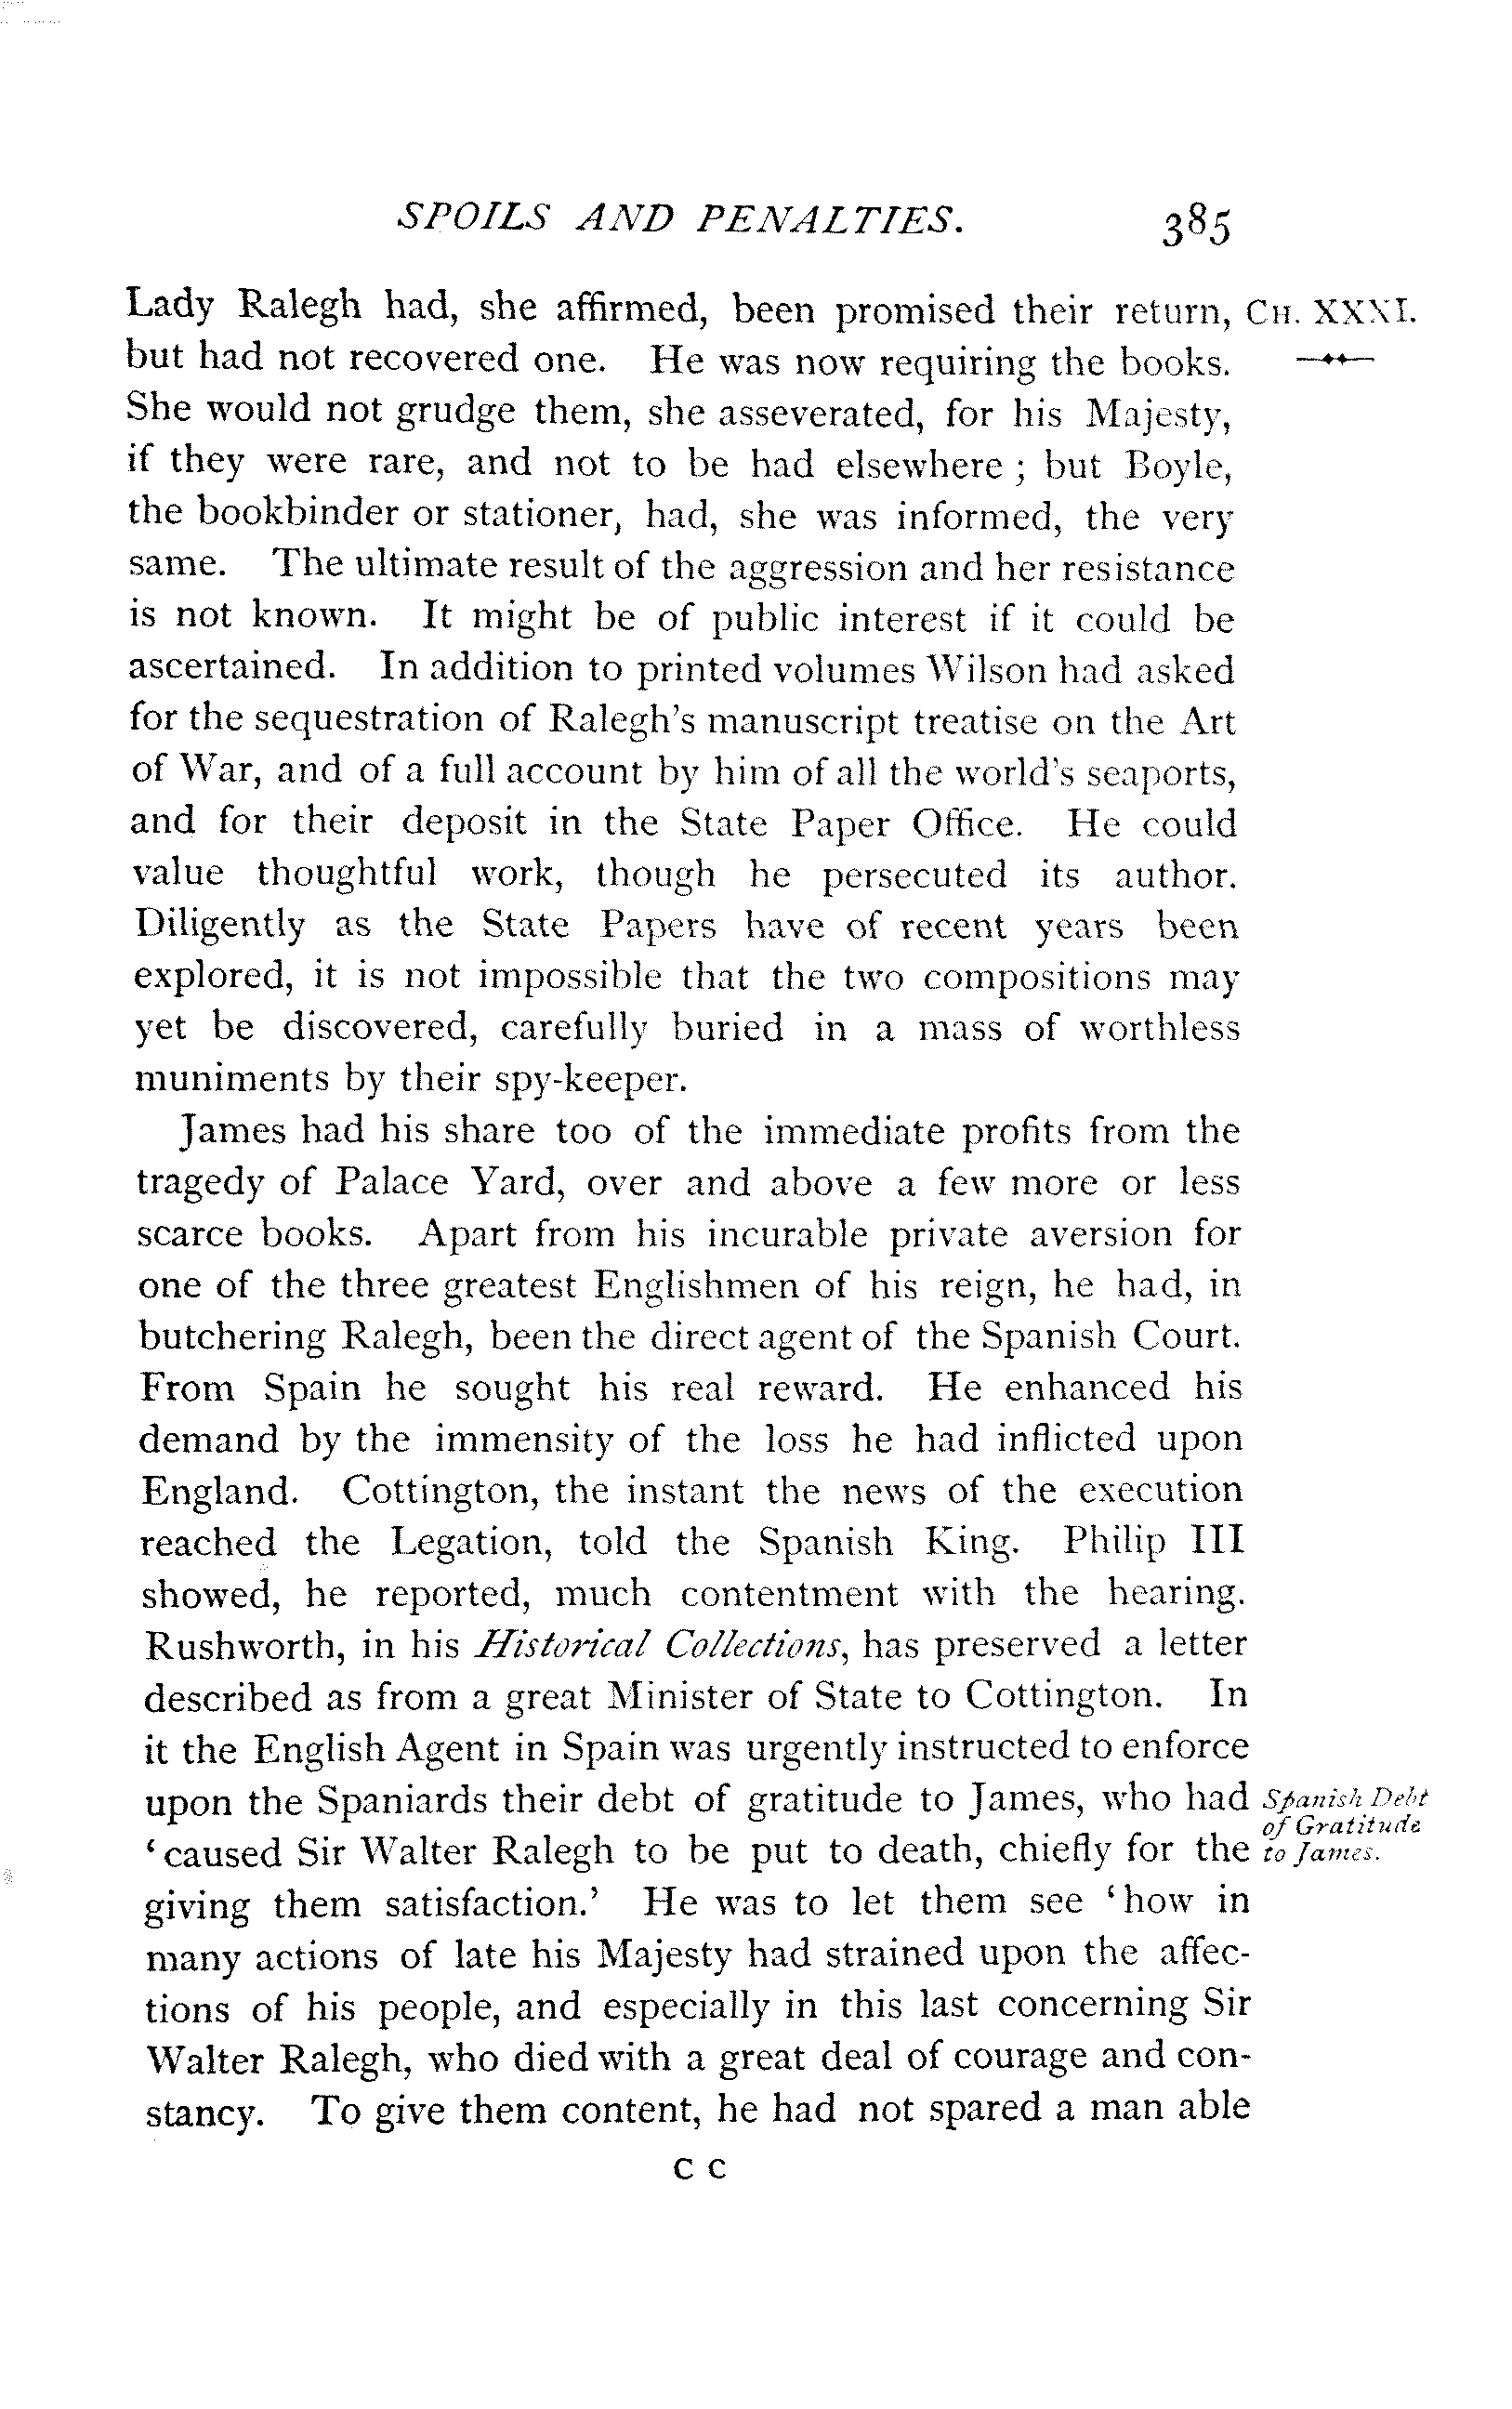 SPOILS AND PENALTIES. 385
Lady Ralegh had, she affirmed, been promised their return, CH. XXXI.
but had not recovered one. He was now requiring the books.
She would not grudge them, she asseverated, for his Majesty,
if they were rare, and not to be had elsewhere ; but Boyle,
the bookbinder or stationer, had, she was informed, the very
same. The ultimate result of the aggression and her resistance
is not known. It might be of public interest if it could be
ascertained. In addition to printed volumes Wilson had asked
for the sequestration of Ralegh's manuscript treatise on the Art
of War, and of a full account by him of all the world's seaports,
and for their deposit in the State Paper Office. He could
value thoughtful work, though he persecuted its author.
Diligently as the State Papers have of recent years been
explored, it is not impossible that the two compositions may
yet be discovered, carefully buried in a mass of worthless
muniments by their spy-keeper.
James had his share too of the immediate profits from the
tragedy of Palace Yard, over and above a few more or less
scarce books. Apart from his incurable private aversion for
one of the three greatest Englishmen of his reign, he had, in
butchering Ralegh, been the direct agent of the Spanish Court.
From Spain he sought his real reward. He enhanced his
demand by the immensity of the loss he had inflicted upon
England. Cottington, the instant the news of the execution
reached the Legation, told the Spanish King. Philip III
showed, he reported, much contentment with the hearing.
Rushworth, in his Historical Collections, has preserved a letter
described as from a great Minister of State to Cottington. In
it the English Agent in Spain was urgently instructed to enforce
upon the Spaniards their debt of gratitude to James, who had
'caused Sir Walter Ralegh to be put to death, chiefly for the
giving them satisfaction.' He was to let them see 'how in
many actions of late his Majesty had strained upon the affec-
tions of his people, and especially in this last concerning Sir
Walter Ralegh, who died with a great deal of courage and con-
stancy. To give them content, he had not spared a man able
Spanish Debt
of Gratitude
to James.
C C